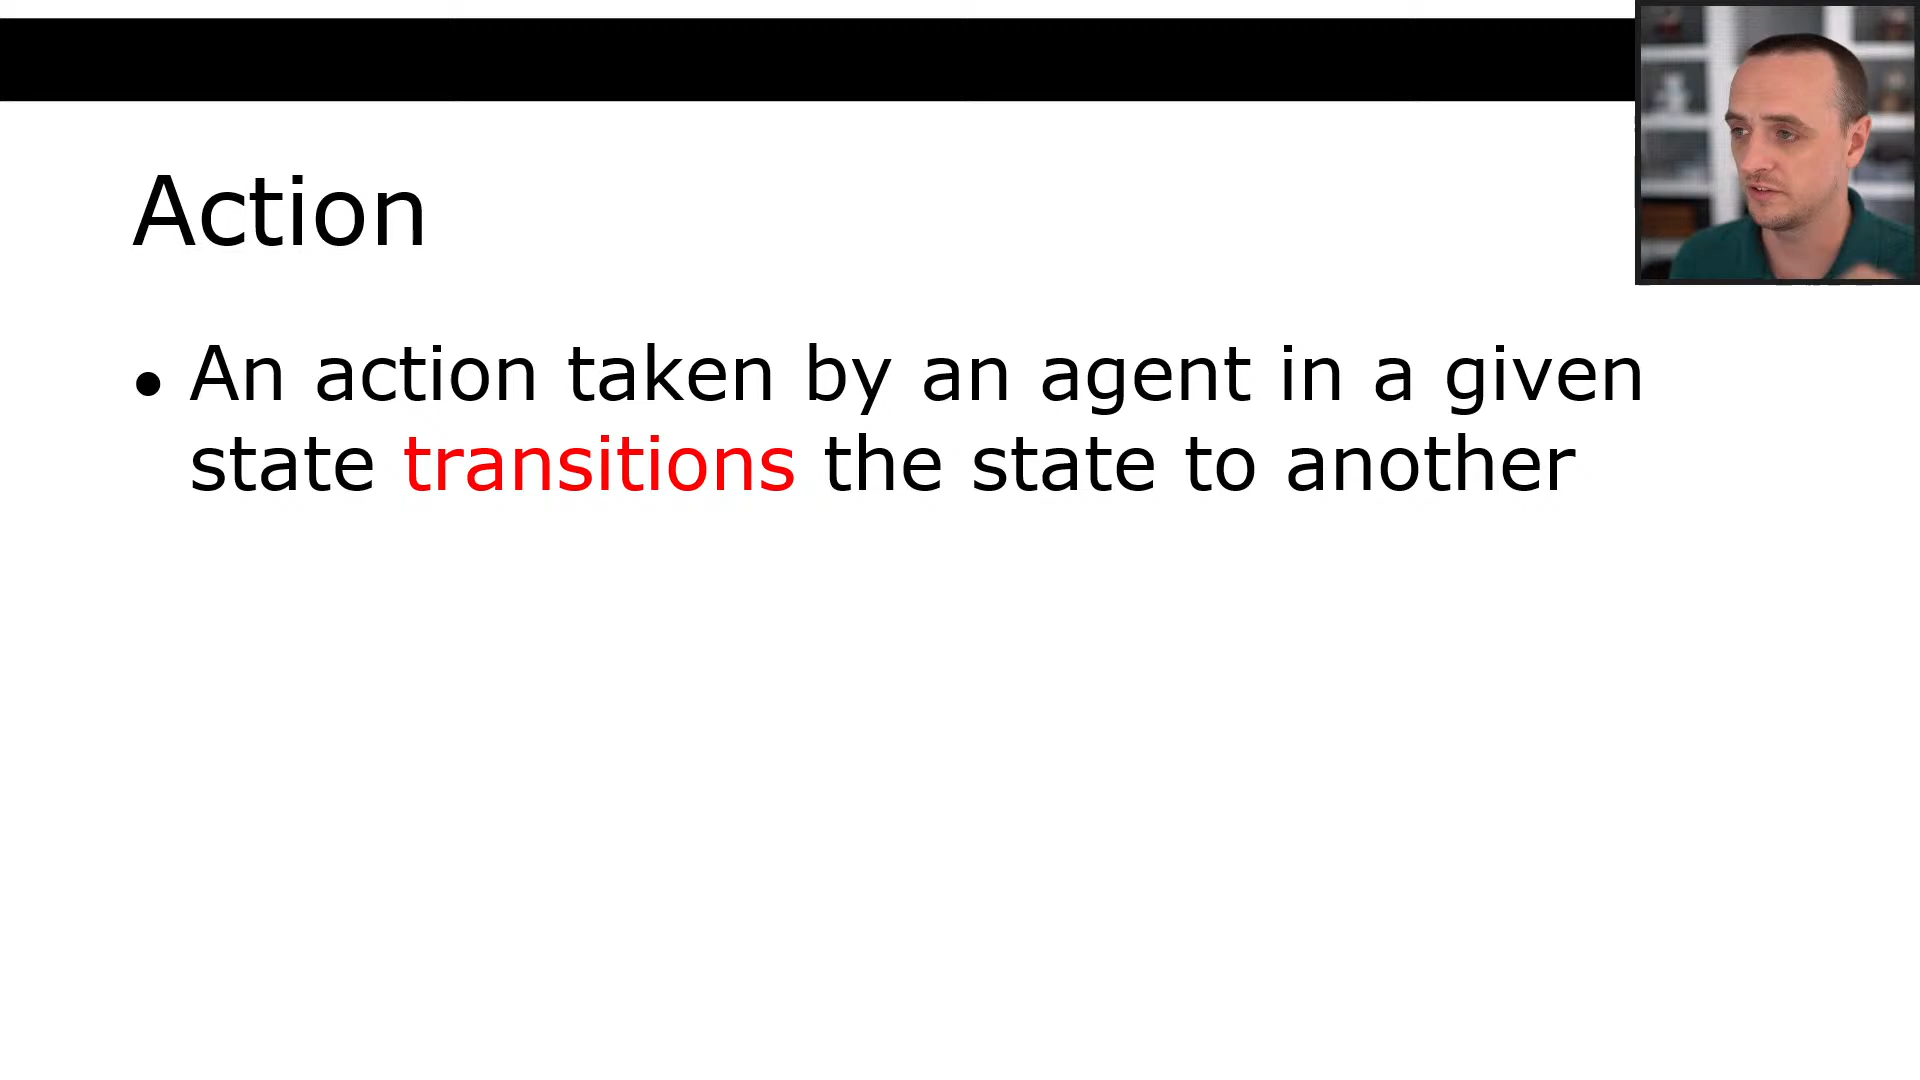 Action
• An action taken by an agent in a given
state transitions the state to another